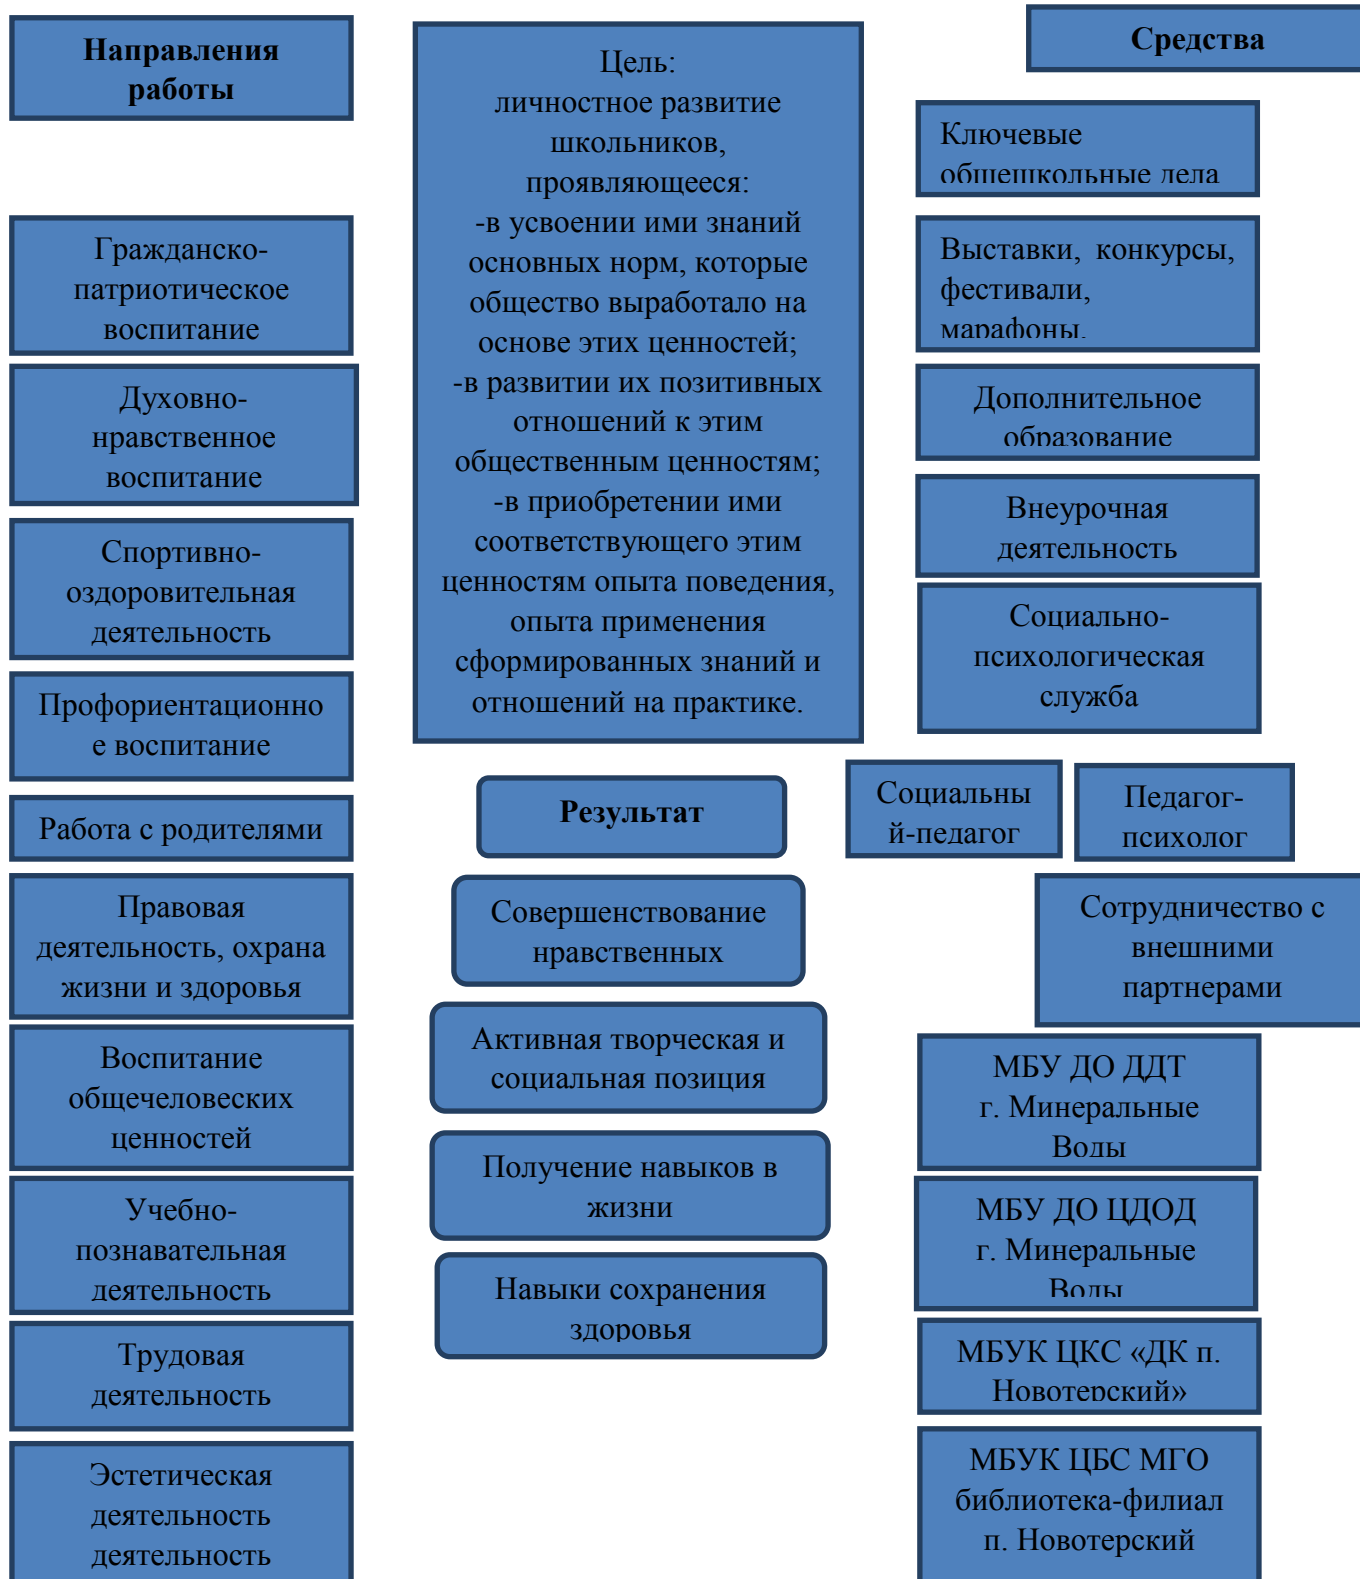 Направления
работы
Гражданско-
патриотическое
воспитание
Духовно-
нравственное
воспитание
Спортивно-
оздоровительная
деятельность
Профориентационно
е воспитание
Работа с родителями
Правовая
деятельность, охрана
жизни и здоровья
Воспитание
общечеловеских
ценностей
Учебно-
познавательная
деятельность
Трудовая
деятельность
Эстетическая
деятельность
деятельность
Цель:
личностное развитие
школьников,
проявляющееся:
-в усвоении ими знаний
основных норм, которые
общество выработало на
основе этих ценностей;
-в развитии их позитивных
отношений к этим
общественным ценностям;
-в приобретении ими
соответствующего этим
ценностям опыта поведения,
опыта применения
сформированных знаний и
отношений на практике.
Результат
Совершенствование
нравственных
Активная творческая и
социальная позиция
Получение навыков в
жизни
Навыки сохранения
здоровья
Средства
Ключевые
общешкольные дела
Выставки, конкурсы,
фестивали,
марафоны.
Дополнительное
образование
Внеурочная
деятельность
Социально-
психологическая
служба
Социальны
й-педагог
Педагог-
психолог
Сотрудничество с
внешними
партнерами
МБУ ДО ДДТ
г. Минеральные
Воды
МБУ ДО ЦДОД
г. Минеральные
Воды
МБУК ЦКС «ДК п.
Новотерский»
МБУК ЦБС МГО
библиотека-филиал
п. Новотерский